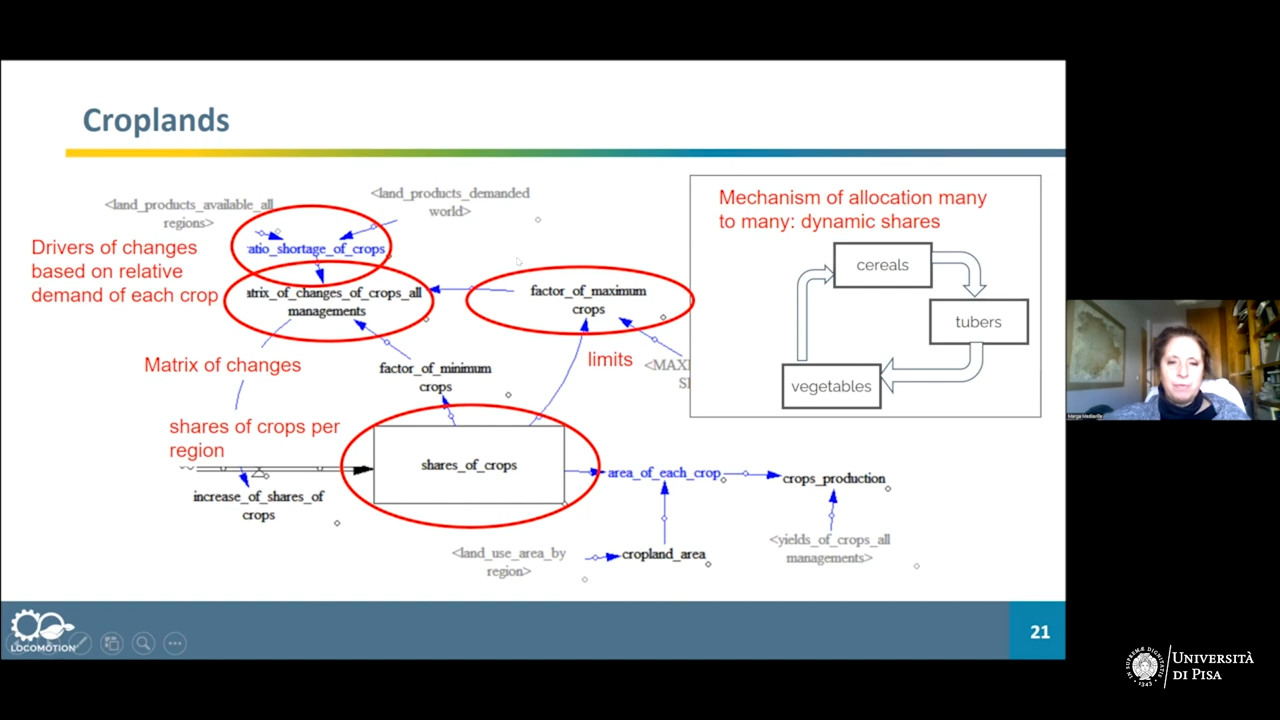 Croplands
<land_products_available_all
regions>
<land_products_demanded
world>
Drivers of changes
based on relative
demand of each crop
atio_shortage_of_crops
atrix_of_changes_of_crops_all
managements
factor_of_maximum
crops
Mechanism of allocation many
to many: dynamic shares
cereals
tubers
vegetables
Matrix of changes
factor_of_minimum
crops
limits
<MAX
shares of crops per
region
shares_of_crops
increase_of_shares_of
crops
area_of_each_crop
crops_production
<land_use_area_by
region>
cropland_area
<yields_of_crops_all
managements>
LOCOMOTION
21
UNIVERSITÀ
DI PISA